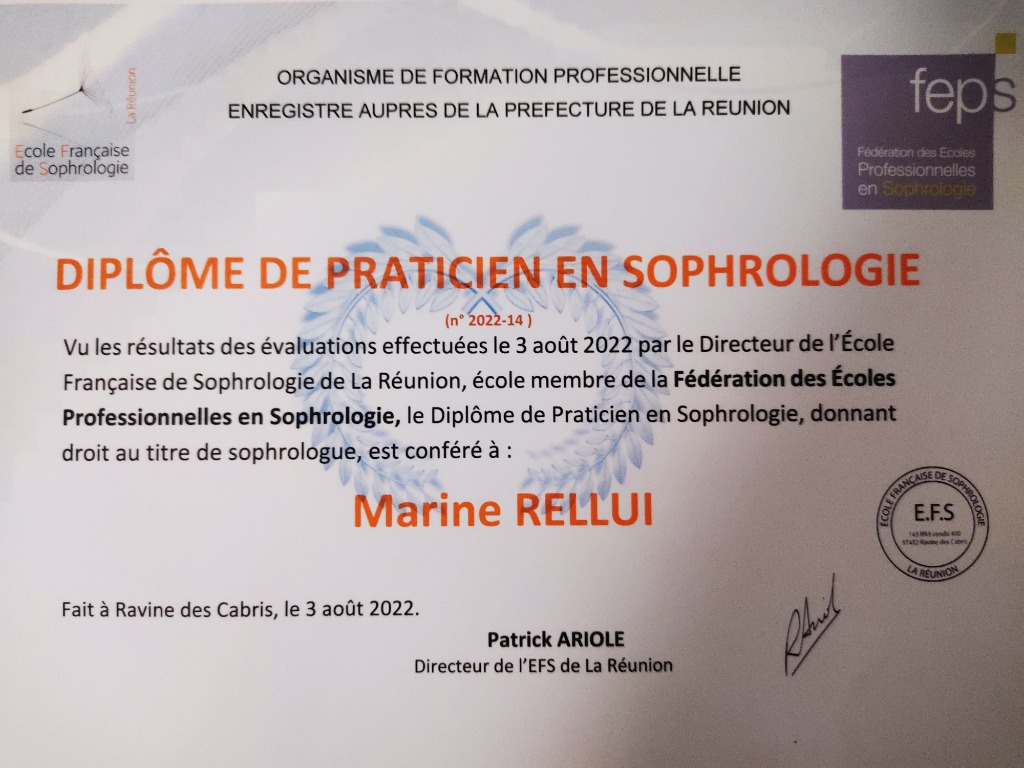 La Réunion
Ecole Française
de Sophrologie
ORGANISME DE FORMATION PROFESSIONNELLE
ENREGISTRE AUPRES DE LA PREFECTURE DE LA REUNION
feps
Fédération des Ecoles
Professionnelles
en Sophrologie
DIPLÔME DE PRATICIEN EN SOPHROLOGIE
(n° 2022-14 )
Vu les résultats des évaluations effectuées le 3 août 2022 par le Directeur de l'École
Française de Sophrologie de La Réunion, école membre de la Fédération des Écoles
Professionnelles en Sophrologie, le Diplôme de Praticien en Sophrologie, donnant
droit au titre de sophrologue, est conféré à :
Marine RELLUI
ÉCOLE FRANÇAISE DE SOPHROLOGIE
E.F.S
97432 Ravine des Cabris
LA RÉUNION
Fait à Ravine des Cabris, le 3 août 2022.
Patrick ARIOLE
Directeur de l'EFS de La Réunion